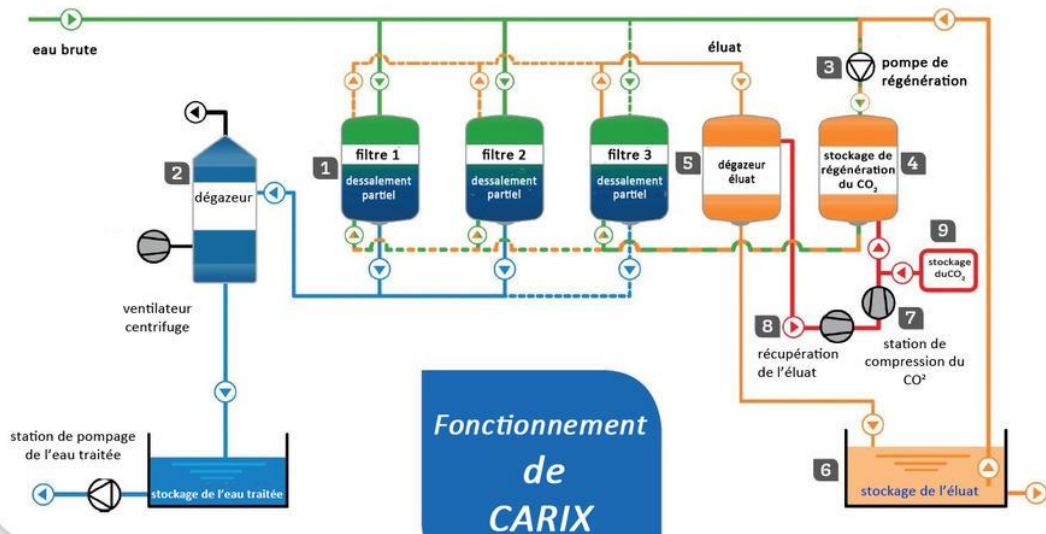 eau brute
éluat
3
pompe de
régénération
1
filtre 1
dessalement
partiel
filtre 2
dessalement
partiel
filtre 3
dessalement
partiel
5
dégazeur
éluat
stockage de
régénération
du CO₂
4
2
dégazeur
ventilateur
centrifuge
9
stockage
duCO₂
8
récupération
de l'éluat
7
station de
compression du
CO²
station de pompage
de l'eau traitée
stockage de l'eau traitée
Fonctionnement
de
CARIX
6
stockage de l'éluat